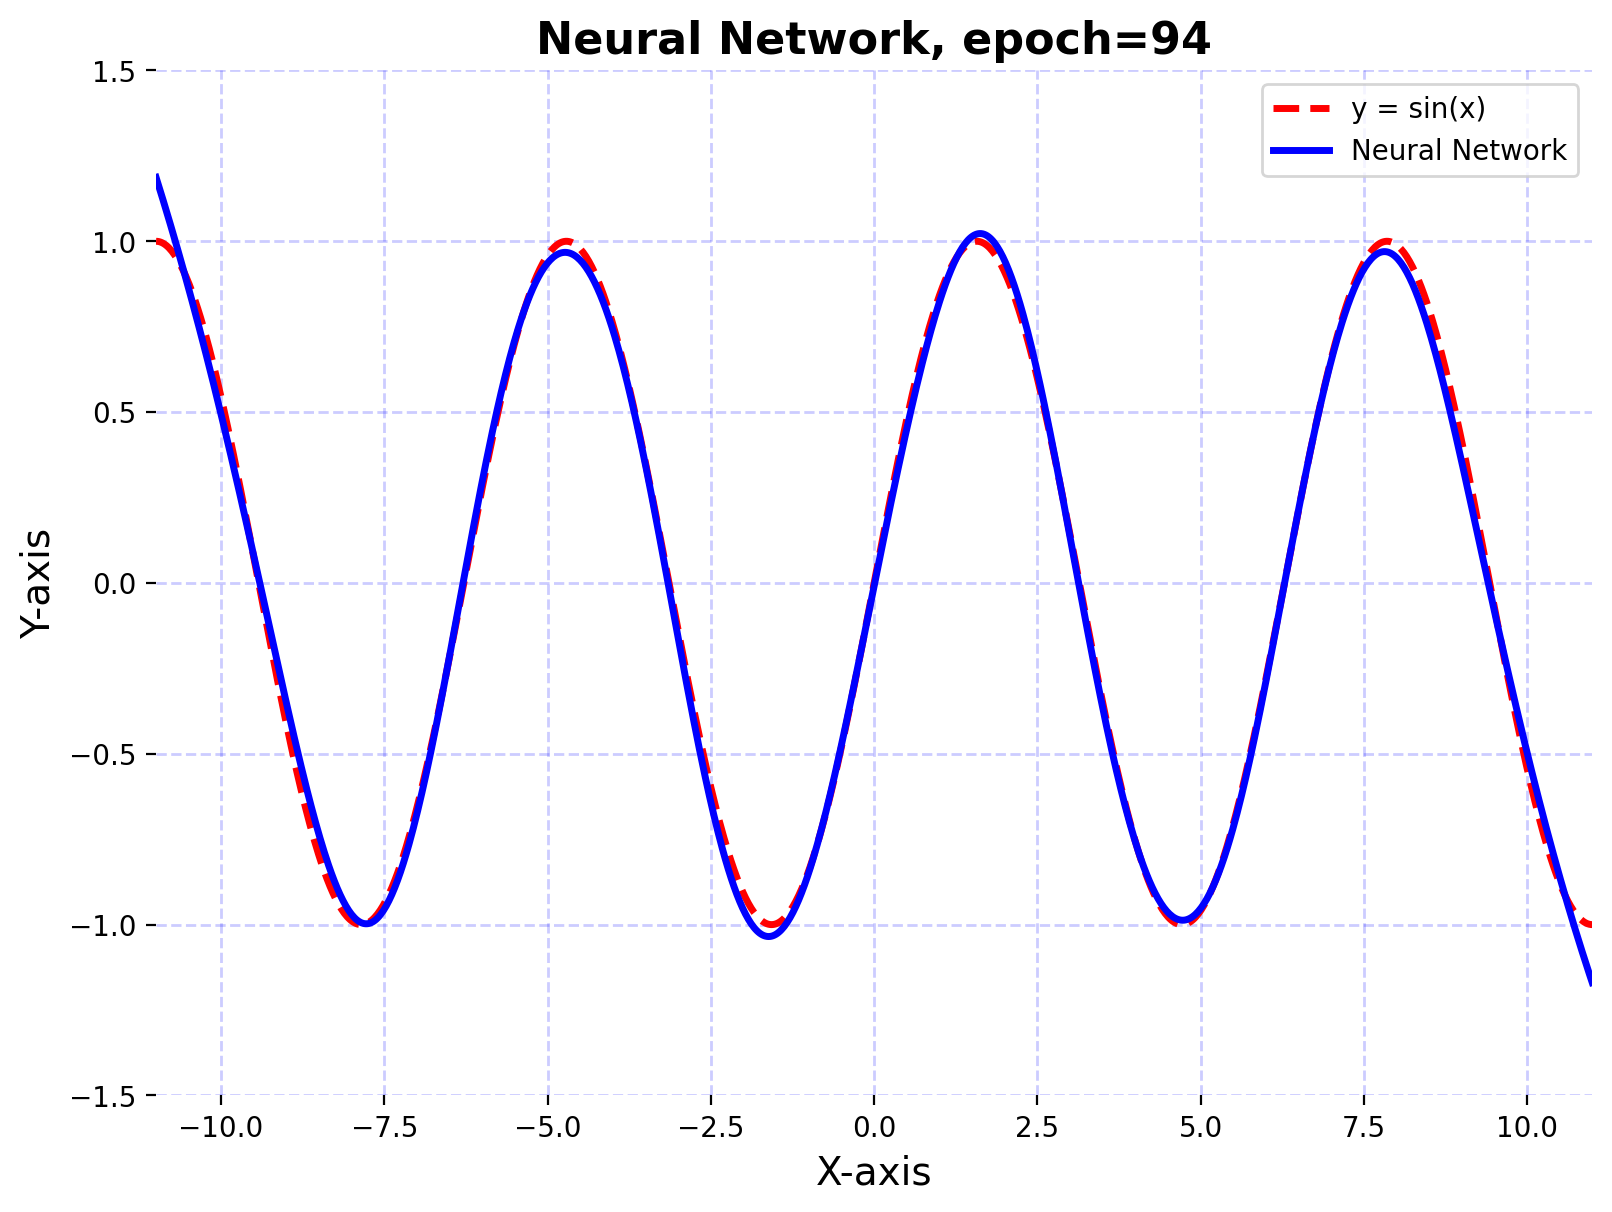 Neural Network, epoch=94
y = sin(x)
Neural Network
Y-axis
1.5
1.0
0.5
0.0
−0.5
−1.0
−1.5
−10.0 −7.5 −5.0 −2.5 0.0 2.5 5.0 7.5 10.0
X-axis